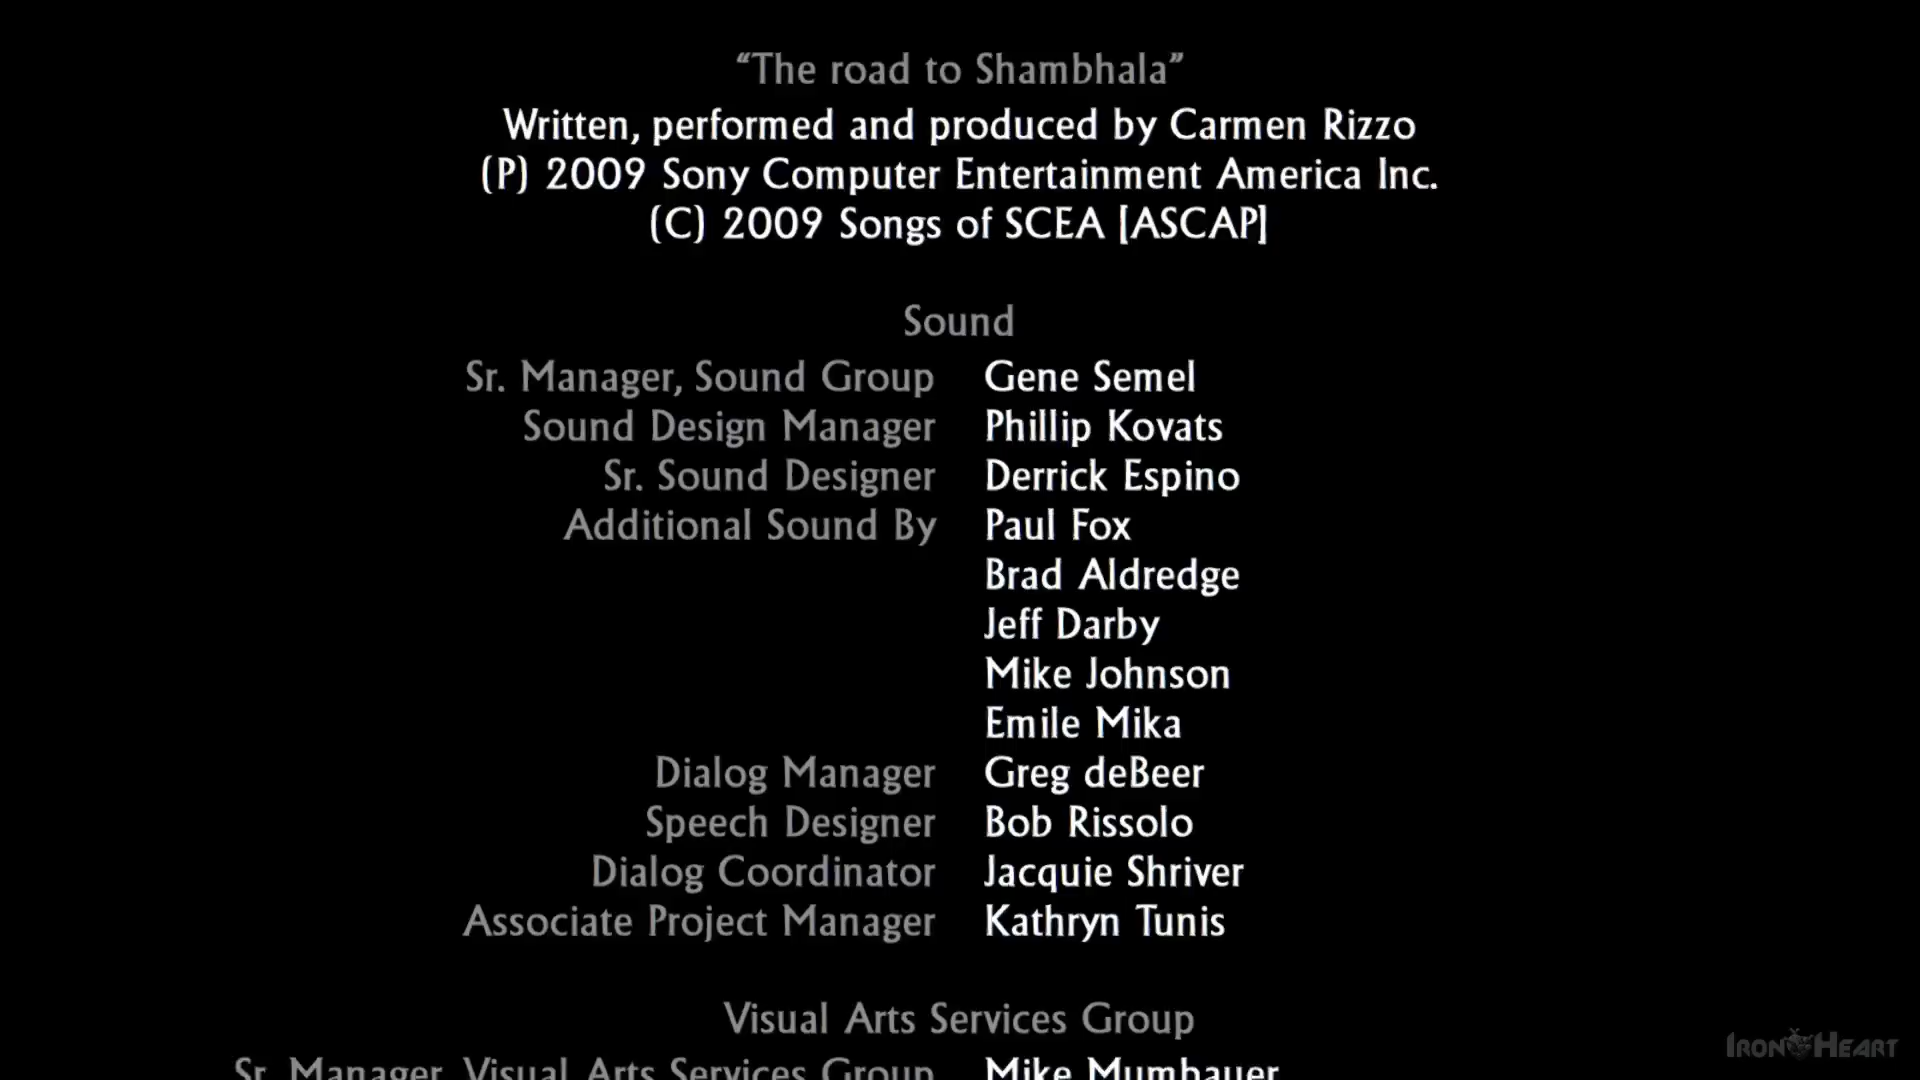 “The road to Shambhala”
Written, performed and produced by Carmen Rizzo
(P) 2009 Sony Computer Entertainment America Inc.
(C) 2009 Songs of SCEA [ASCAP]
Sound
Sr. Manager, Sound Group Gene Semel
Sound Design Manager Phillip Kovats
Sr. Sound Designer Derrick Espino
Additional Sound By Paul Fox
Brad Aldredge
Jeff Darby
Mike Johnson
Emile Mika
Dialog Manager Greg deBeer
Speech Designer Bob Rissolo
Dialog Coordinator Jacquie Shriver
Associate Project Manager Kathryn Tunis
Visual Arts Services Group
Sr. Manager, Visual Arts Services Group Mike Mumbauer
IRON HEART